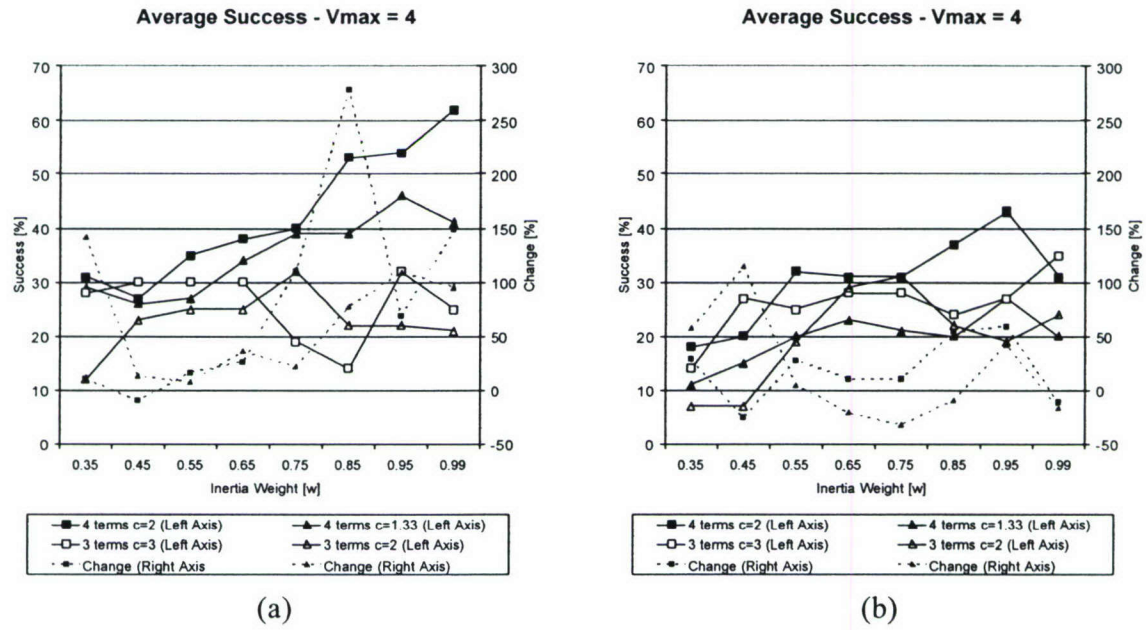 Average Success - Vmax = 4
70
60
50
40
30
20
10
0
Success [%]
300
250
200
150
100
50
0
-50
Change [%]
0.35 0.45 0.55 0.65 0.75 0.85 0.95 0.99
Inertia Weight [w]
4 terms c=2 (Left Axis) 4 terms c=1.33 (Left Axis)
3 terms c=3 (Left Axis) 3 terms c=2 (Left Axis)
Change (Right Axis Change (Right Axis)
(a)
Average Success - Vmax = 4
70
60
50
40
30
20
10
0
Success [%]
300
250
200
150
100
50
0
-50
Change [%]
0.35 0.45 0.55 0.65 0.75 0.85 0.95 0.99
Inertia Weight [w]
4 terms c=2 (Left Axis) 4 terms c=1.33 (Left Axis)
3 terms c=3 (Left Axis) 3 terms c=2 (Left Axis)
Change (Right Axis) Change (Right Axis)
(b)